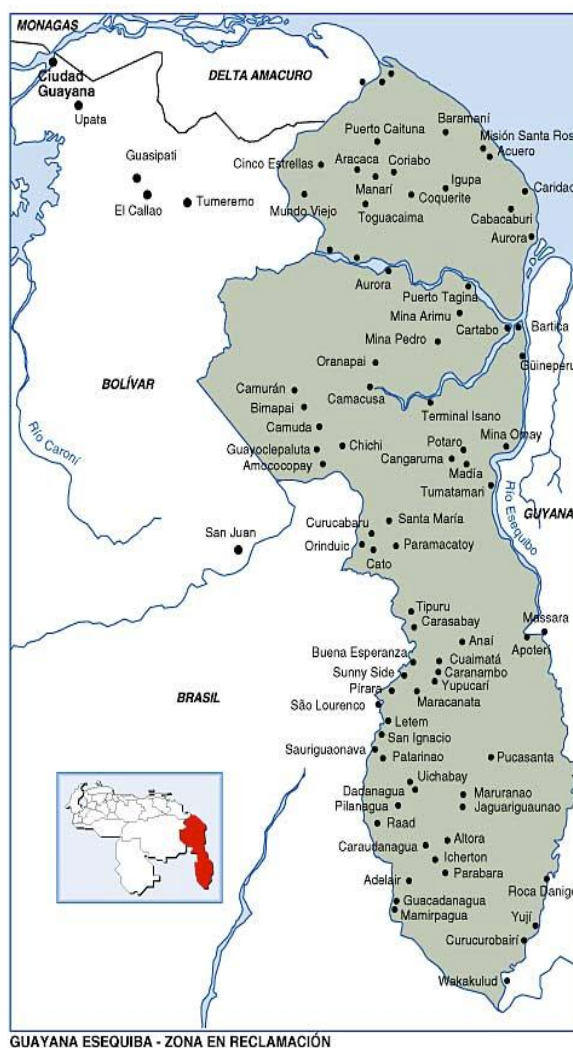 MONAGAS
Ciudad
Guayana
DELTA AMACURO
Upata
Puerto Caituna
Baramaní
Misión Santa Ros
Acuero
Guasipati
Cinco Estrellas
Aracaca
Coriabo
Manarí
Igupa
Caridad
El Callao
Tumeremo
Mundo Viejo
Toguacaima
Coquerite
Cabacaburi
Aurora
Aurora
Puerto Tagina
Mina Arimu
Cartabo
Bartica
Mina Pedro
Oranapai
Güineperu
BOLÍVAR
Camurán
Camacusa
Bimapai
Terminal Isano
Camuda
Chichi
Potaro
Mina Omay
Guayoclepaluta
Cangaruma
Madía
Amococopay
Tumatamari
Río Caroní
Río Esequibo
GUYANA
Santa María
San Juan
Curucabaru
Orinduic
Paramacatoy
Cato
Tipuru
Massara
Carasabay
Anaí
Apoteri
Buena Esperanza
Cuaimatá
Sunny Side
Caranambo
Yupucarí
Pírara
Maracanata
BRASIL
São Lourenco
Letem
San Ignacio
Sauriguaonava
Patarinao
Pucasanta
Uichabay
Dadanagua
Maruranao
Pilanagua
Jaguariguaunao
Raad
Altora
Caraudanagua
Icherton
Parabara
Adelair
Roca Danige
Guacadanagua
Mamirpagua
Yují
Curucurobairí
Wakakulud
GUAYANA ESEQUIBA - ZONA EN RECLAMACIÓN